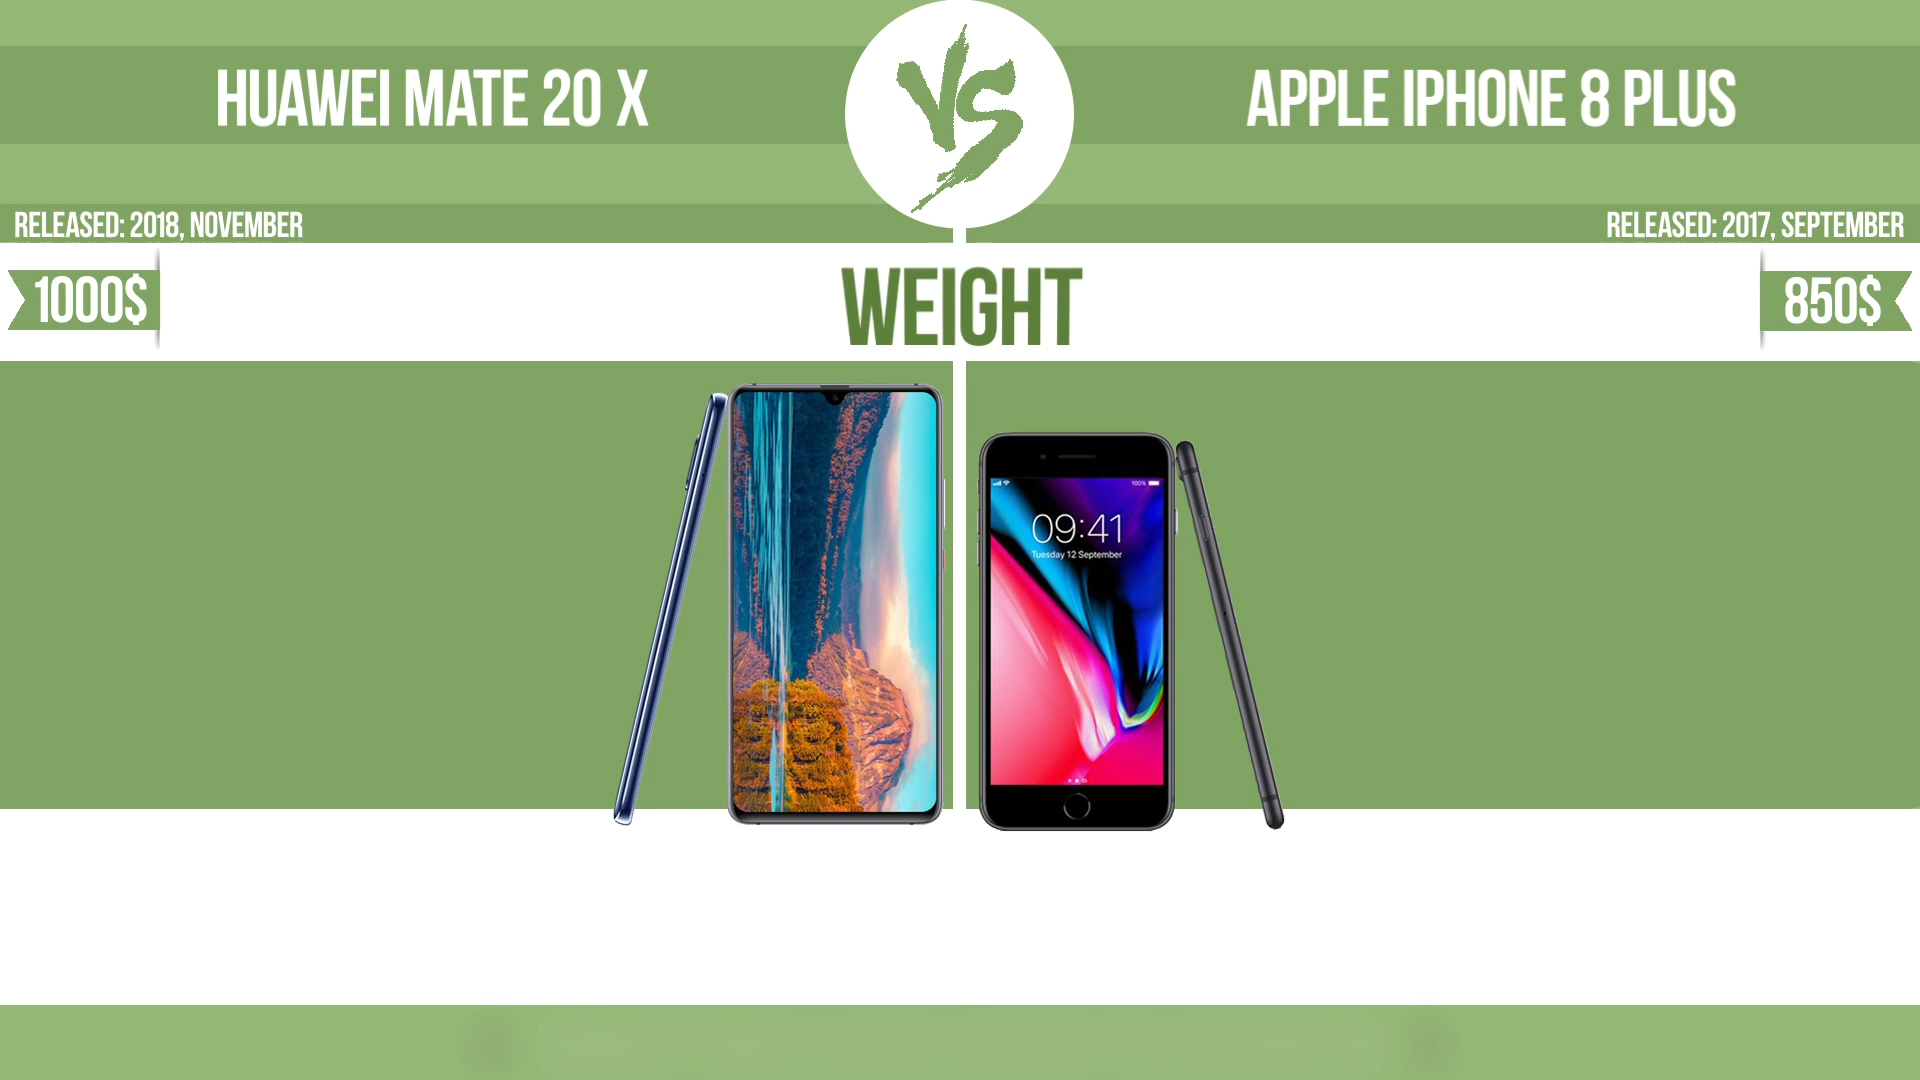 HUAWEI MATE 20 X
VS
APPLE IPHONE 8 PLUS
RELEASED: 2018, NOVEMBER
RELEASED: 2017, SEPTEMBER
1000$
WEIGHT
850$
100%
09:41
Tuesday 12 September